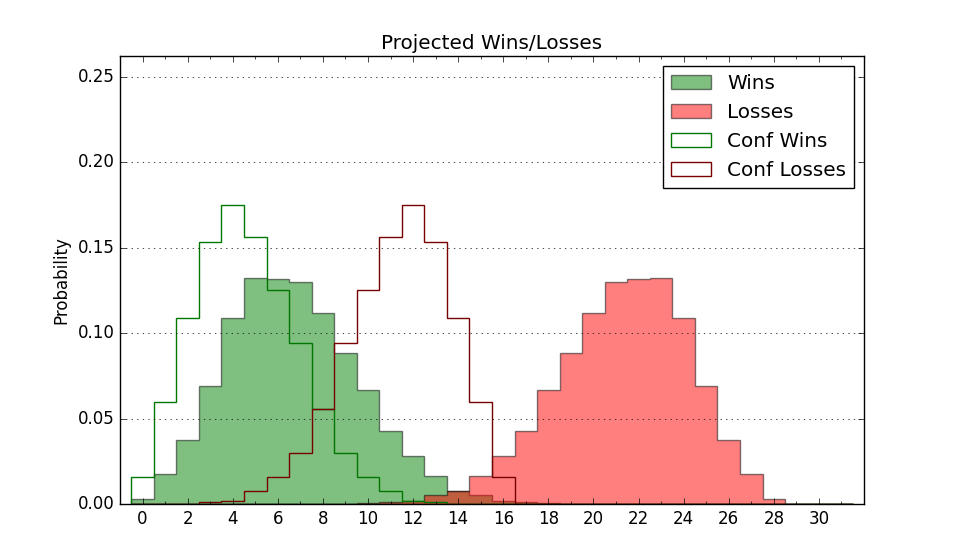 Projected Wins/Losses
0.25
0.20
0.15
0.10
0.05
0.00
Probability
Wins
Losses
Conf Wins
Conf Losses
0 2 4 6 8 10 12 14 16 18 20 22 24 26 28 30